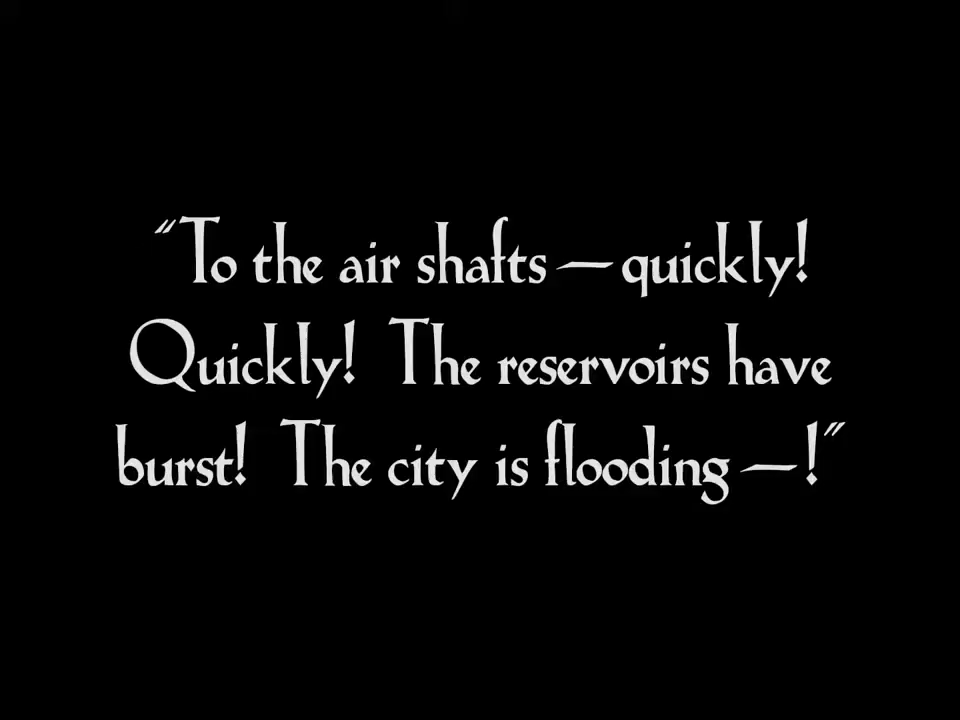 "To the air shafts—quickly!
Quickly! The reservoirs have
burst! The city is flooding—!"